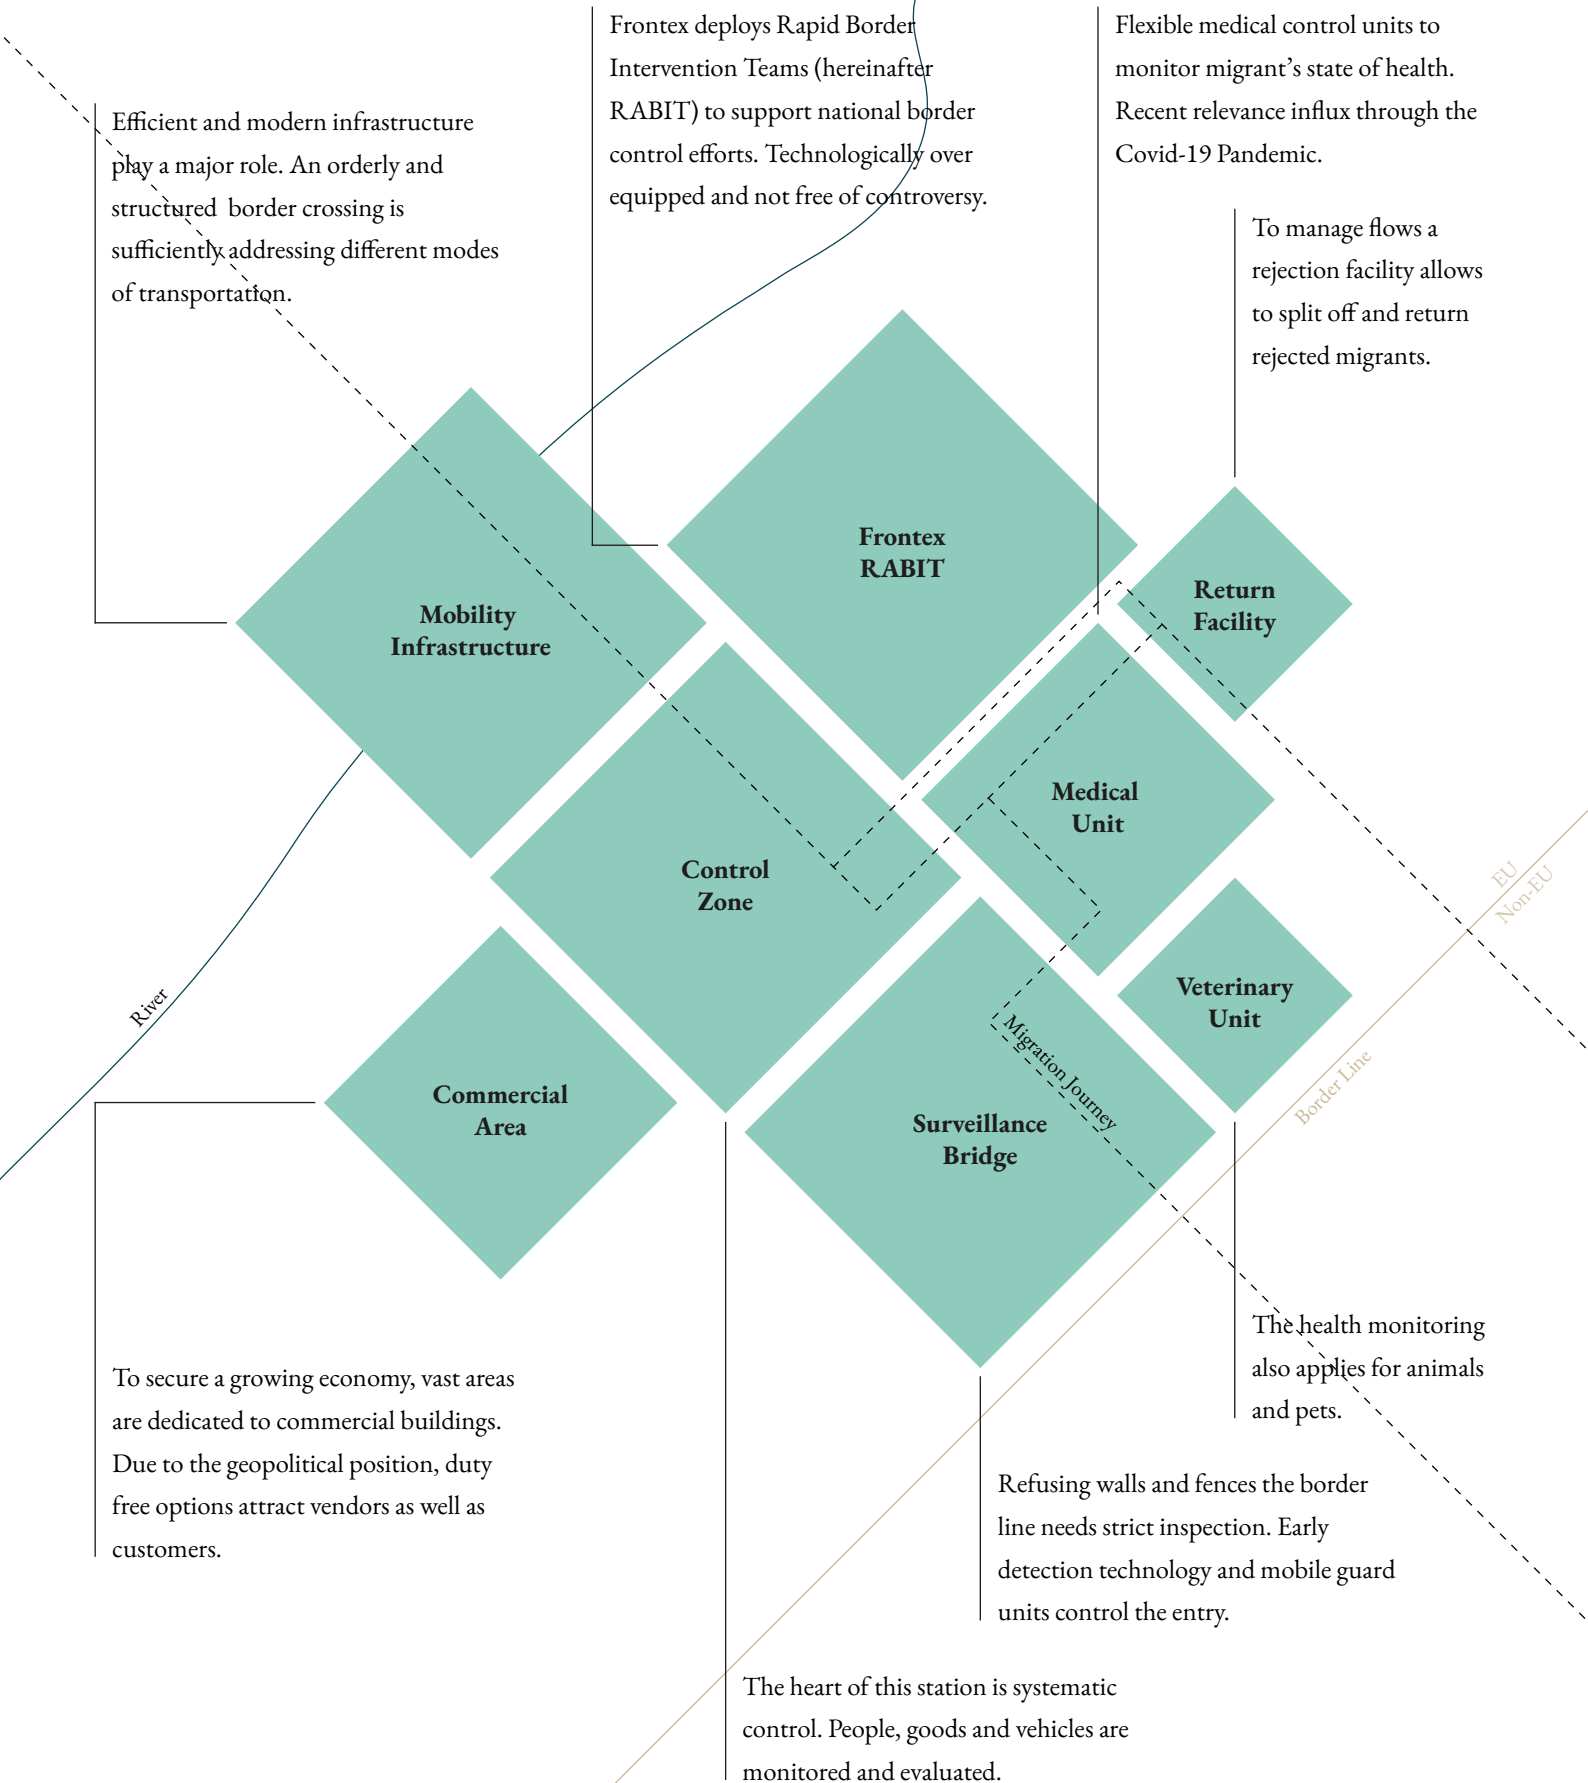 Frontex deploys Rapid Border
Intervention Teams (hereinafter
RABIT) to support national border
control efforts. Technologically over
equipped and not free of controversy.
Flexible medical control units to
monitor migrant's state of health.
Recent relevance influx through the
Covid-19 Pandemic.
Efficient and modern infrastructure
play a major role. An orderly and
structured  border crossing is
sufficiently addressing different modes
of transportation.
To manage flows a
rejection facility allows
to split off and return
rejected migrants.
Frontex
RABIT
Return
Facility
Mobility
Infrastructure
Medical
Unit
Control
Zone
EU
Non-EU
River
Veterinary
Unit
Migration Journey
Border Line
Commercial
Area
Surveillance
Bridge
The health monitoring
also applies for animals
and pets.
To secure a growing economy, vast areas
are dedicated to commercial buildings.
Due to the geopolitical position, duty
free options attract vendors as well as
customers.
Refusing walls and fences the border
line needs strict inspection. Early
detection technology and mobile guard
units control the entry.
The heart of this station is systematic
control. People, goods and vehicles are
monitored and evaluated.